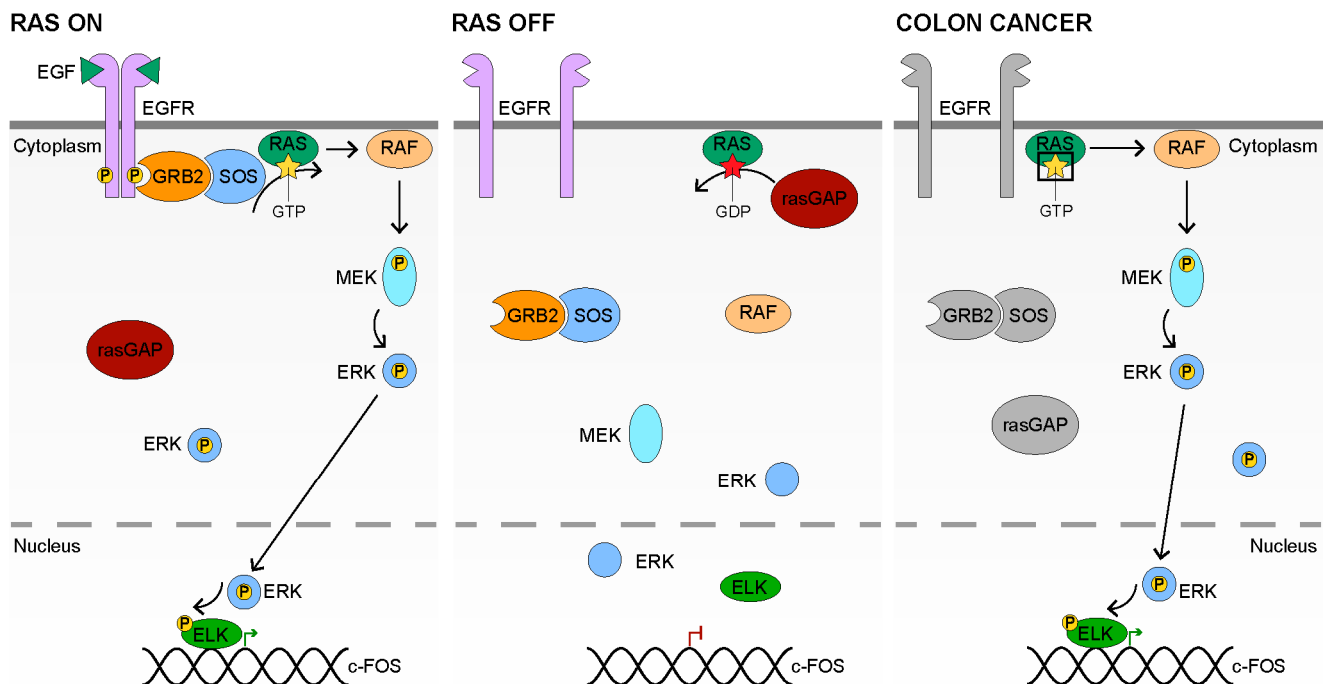 RAS ON
EGF
EGFR
Cytoplasm
RAS
RAF
P
P
GRB2
SOS
GTP
P
MEK
rasGAP
ERK
P
ERK
P
Nucleus
P
ERK
P
ELK
c-FOS
RAS OFF
EGFR
RAS
GDP
rasGAP
GRB2
SOS
RAF
MEK
ERK
ERK
ELK
c-FOS
COLON CANCER
EGFR
RAS
RAF
Cytoplasm
GTP
P
MEK
GRB2
SOS
ERK
P
rasGAP
P
Nucleus
P
ERK
P
ELK
c-FOS